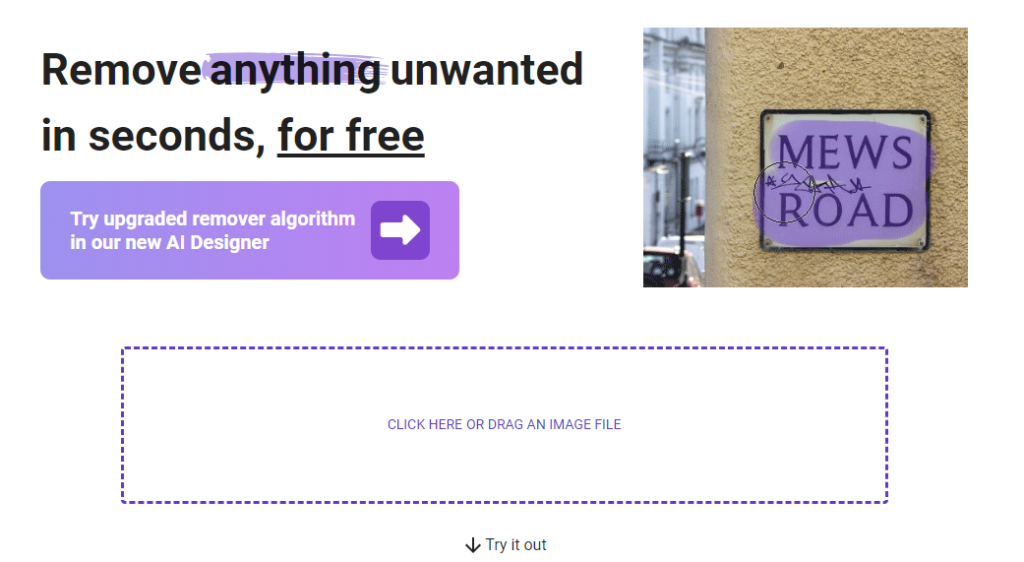 Remove anything unwanted
in seconds, for free
Try upgraded remover algorithm
in our new AI Designer
MEWS
ROAD
CLICK HERE OR DRAG AN IMAGE FILE
Try it out